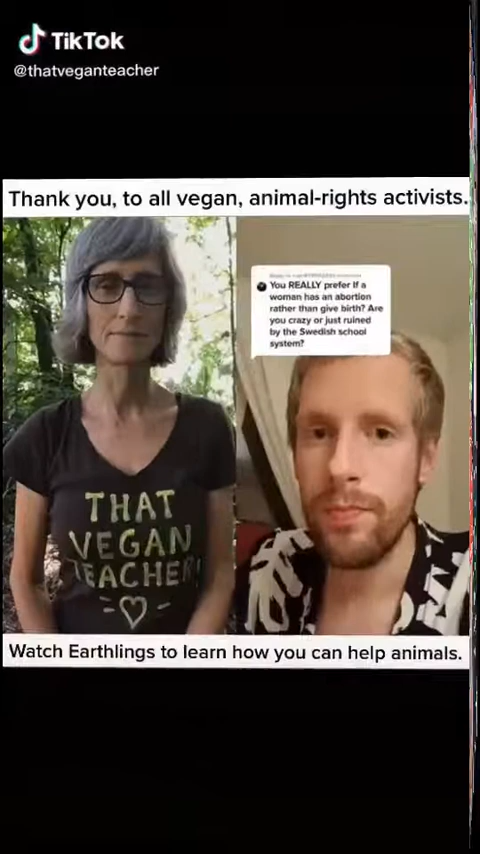 TikTok
@thatveganteacher
Thank you, to all vegan, animal-rights activists.
You REALLY prefer if a
woman has an abortion
rather than give birth? Are
you crazy or just ruined
by the Swedish school
system?
THAT
VEGAN
TEACHER!
Watch Earthlings to learn how you can help animals.